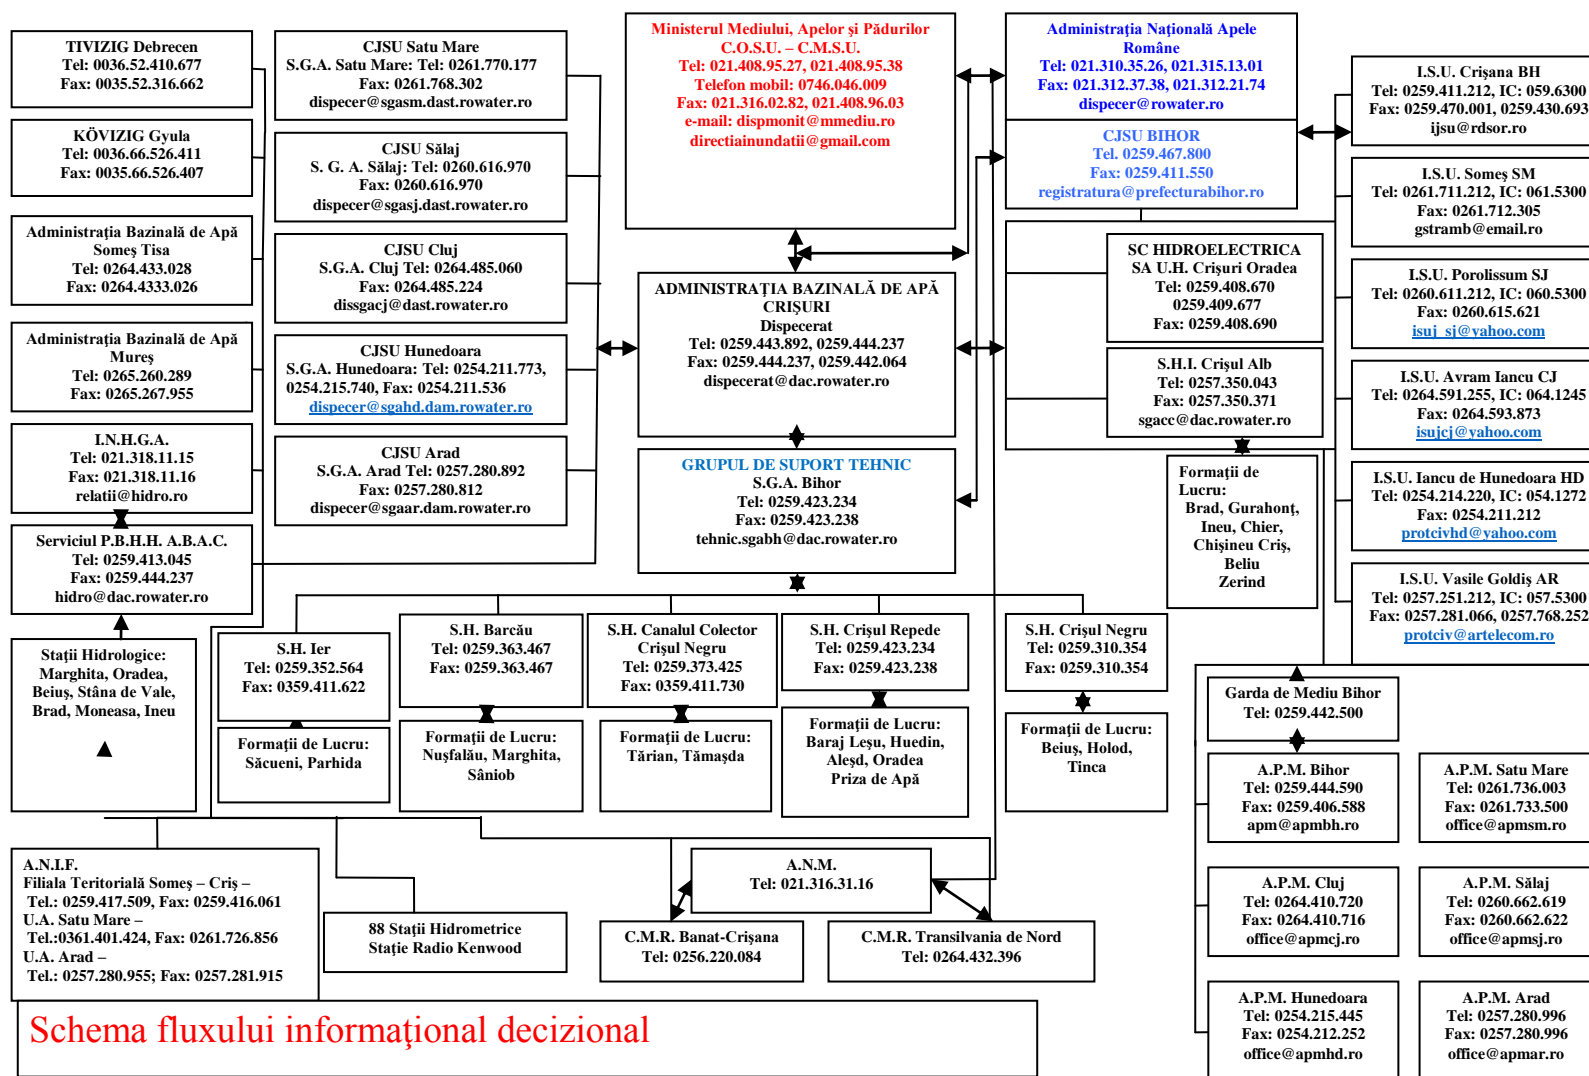 TIVIZIG Debrecen
Tel: 0036.52.410.677
Fax: 0035.52.316.662
KÖVIZIG Gyula
Tel: 0036.66.526.411
Fax: 0035.66.526.407
Administraţia Bazinală de Apă
Someş Tisa
Tel: 0264.433.028
Fax: 0264.4333.026
Administraţia Bazinală de Apă
Mureş
Tel: 0265.260.289
Fax: 0265.267.955
I.N.H.G.A.
Tel: 021.318.11.15
Fax: 021.318.11.16
relatii@hidro.ro
Serviciul P.B.H.H. A.B.A.C.
Tel: 0259.413.045
Fax: 0259.444.237
hidro@dac.rowater.ro
Staţii Hidrologice:
Marghita, Oradea,
Beiuş, Stâna de Vale,
Brad, Moneasa, Ineu
CJSU Satu Mare
S.G.A. Satu Mare: Tel: 0261.770.177
Fax: 0261.768.302
dispecer@sgasm.dast.rowater.ro
CJSU Sălaj
S. G. A. Sălaj: Tel: 0260.616.970
Fax: 0260.616.970
dispecer@sgasj.dast.rowater.ro
CJSU Cluj
S.G.A. Cluj Tel: 0264.485.060
Fax: 0264.485.224
dissgacj@dast.rowater.ro
CJSU Hunedoara
S.G.A. Hunedoara: Tel: 0254.211.773,
0254.215.740, Fax: 0254.211.536
dispecer@sgahd.dam.rowater.ro
CJSU Arad
S.G.A. Arad Tel: 0257.280.892
Fax: 0257.280.812
dispecer@sgaar.dam.rowater.ro
Ministerul Mediului, Apelor şi Pădurilor
C.O.S.U. – C.M.S.U.
Tel: 021.408.95.27, 021.408.95.38
Telefon mobil: 0746.046.009
Fax: 021.316.02.82, 021.408.96.03
e-mail: dispmonit@mmediu.ro
directiainundatii@gmail.com
ADMINISTRAŢIA BAZINALĂ DE APĂ
CRIŞURI
Dispecerat
Tel: 0259.443.892, 0259.444.237
Fax: 0259.444.237, 0259.442.064
dispecerat@dac.rowater.ro
GRUPUL DE SUPORT TEHNIC
S.G.A. Bihor
Tel: 0259.423.234
Fax: 0259.423.238
tehnic.sgabh@dac.rowater.ro
Administraţia Naţională Apele
Române
Tel: 021.310.35.26, 021.315.13.01
Fax: 021.312.37.38, 021.312.21.74
dispecer@rowater.ro
CJSU BIHOR
Tel. 0259.467.800
Fax: 0259.411.550
registratura@prefecturabihor.ro
SC HIDROELECTRICA
SA U.H. Crişuri Oradea
Tel: 0259.408.670
0259.409.677
Fax: 0259.408.690
S.H.I. Crişul Alb
Tel: 0257.350.043
Fax: 0257.350.371
sgacc@dac.rowater.ro
Formaţii de
Lucru:
Brad, Gurahonţ,
Ineu, Chier,
Chişineu Criş,
Beliu
Zerind
I.S.U. Crişana BH
Tel: 0259.411.212, IC: 059.6300
Fax: 0259.470.001, 0259.430.693
ijsu@rdsor.ro
I.S.U. Someş SM
Tel: 0261.711.212, IC: 061.5300
Fax: 0261.712.305
gstramb@email.ro
I.S.U. Porolissum SJ
Tel: 0260.611.212, IC: 060.5300
Fax: 0260.615.621
isuj_sj@yahoo.com
I.S.U. Avram Iancu CJ
Tel: 0264.591.255, IC: 064.1245
Fax: 0264.593.873
isujcj@yahoo.com
I.S.U. Iancu de Hunedoara HD
Tel: 0254.214.220, IC: 054.1272
Fax: 0254.211.212
protcivhd@yahoo.com
I.S.U. Vasile Goldiş AR
Tel: 0257.251.212, IC: 057.5300
Fax: 0257.281.066, 0257.768.252
protciv@artelecom.ro
S.H. Ier
Tel: 0259.352.564
Fax: 0359.411.622
Formaţii de Lucru:
Săcueni, Parhida
S.H. Barcău
Tel: 0259.363.467
Fax: 0259.363.467
Formaţii de Lucru:
Nuşfalău, Marghita,
Sâniob
S.H. Canalul Colector
Crişul Negru
Tel: 0259.373.425
Fax: 0359.411.730
Formaţii de Lucru:
Tărian, Tămaşda
S.H. Crişul Repede
Tel: 0259.423.234
Fax: 0259.423.238
Formaţii de Lucru:
Baraj Leşu, Huedin,
Aleşd, Oradea
Priza de Apă
S.H. Crişul Negru
Tel: 0259.310.354
Fax: 0259.310.354
Formaţii de Lucru:
Beiuş, Holod,
Tinca
Garda de Mediu Bihor
Tel: 0259.442.500
A.P.M. Bihor
Tel: 0259.444.590
Fax: 0259.406.588
apm@apmbh.ro
A.P.M. Satu Mare
Tel: 0261.736.003
Fax: 0261.733.500
office@apmsm.ro
A.P.M. Cluj
Tel: 0264.410.720
Fax: 0264.410.716
office@apmcj.ro
A.P.M. Sălaj
Tel: 0260.662.619
Fax: 0260.662.622
office@apmsj.ro
A.P.M. Hunedoara
Tel: 0254.215.445
Fax: 0254.212.252
office@apmhd.ro
A.P.M. Arad
Tel: 0257.280.996
Fax: 0257.280.996
office@apmar.ro
A.N.I.F.
Filiala Teritorială Someş – Criş –
Tel.: 0259.417.509, Fax: 0259.416.061
U.A. Satu Mare –
Tel.:0361.401.424, Fax: 0261.726.856
U.A. Arad –
Tel.: 0257.280.955; Fax: 0257.281.915
88 Staţii Hidrometrice
Staţie Radio Kenwood
A.N.M.
Tel: 021.316.31.16
C.M.R. Banat-Crişana
Tel: 0256.220.084
C.M.R. Transilvania de Nord
Tel: 0264.432.396
Schema fluxului informaţional decizional